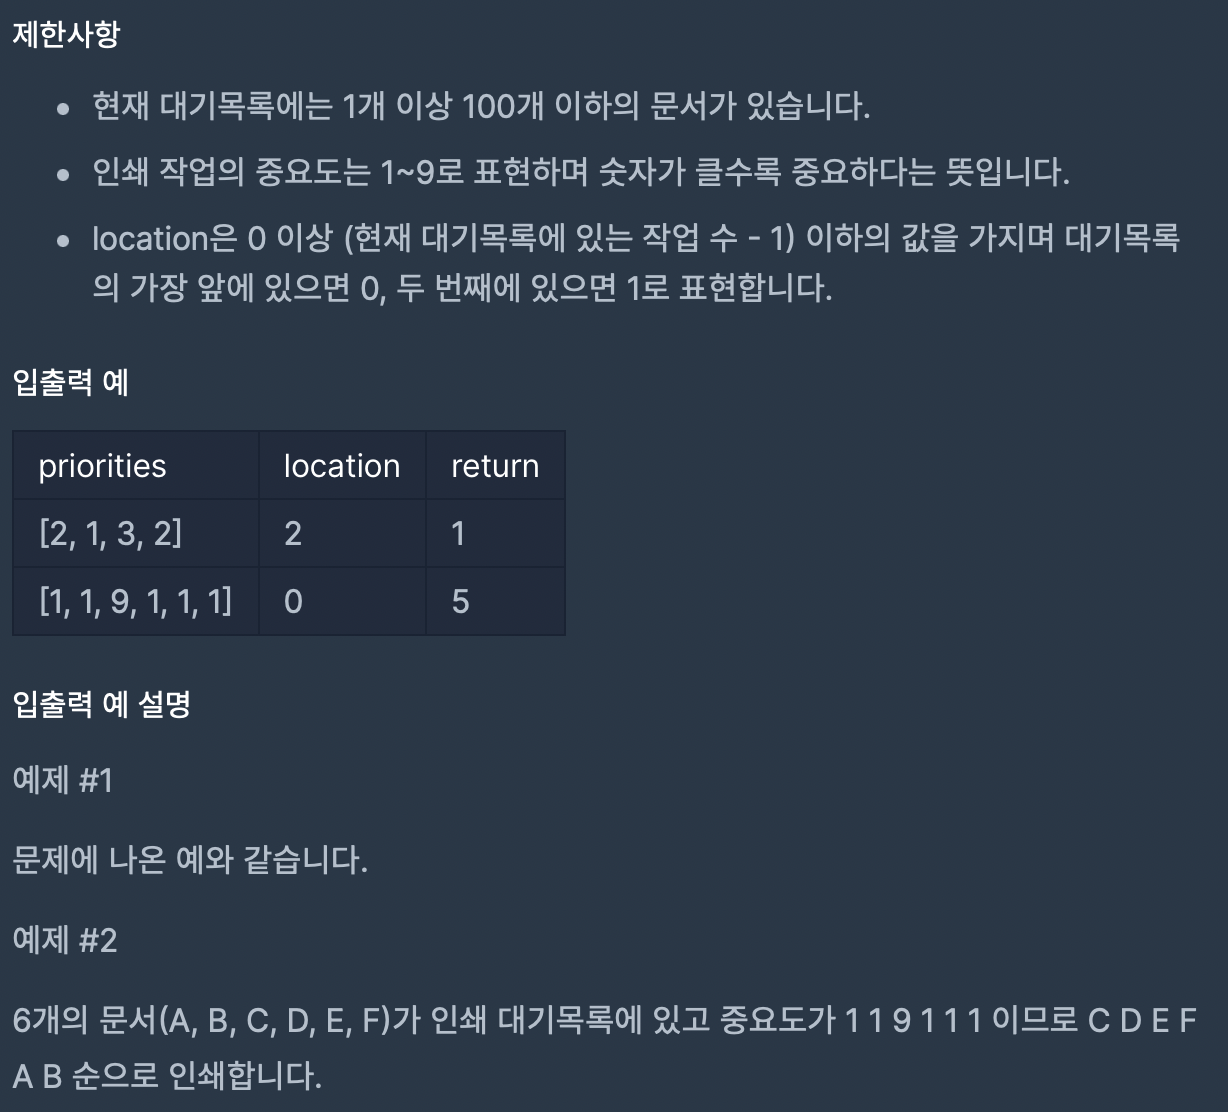 제한사항
현재 대기목록에는 1개 이상 100개 이하의 문서가 있습니다.
인쇄 작업의 중요도는 1~9로 표현하며 숫자가 클수록 중요하다는 뜻입니다.
location은 0 이상 (현재 대기목록에 있는 작업 수 - 1) 이하의 값을 가지며 대기목록
의 가장 앞에 있으면 0, 두 번째에 있으면 1로 표현합니다.
입출력 예
priorities location return
[2, 1, 3, 2] 2 1
[1, 1, 9, 1, 1, 1] 0 5
입출력 예 설명
예제 #1
문제에 나온 예와 같습니다.
예제 #2
6개의 문서(A, B, C, D, E, F)가 인쇄 대기목록에 있고 중요도가 1 1 9 1 1 1 이므로 C D E F
A B 순으로 인쇄합니다.